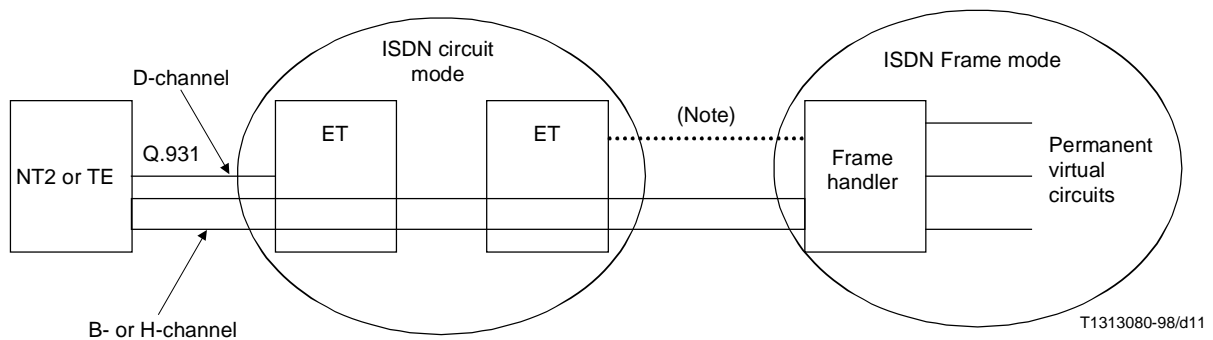 ISDN circuit
mode
ISDN Frame mode
D-channel
ET
ET
(Note)
Q.931
NT2 or TE
Frame
handler
Permanent
virtual
circuits
B- or H-channel
T1313080-98/d11